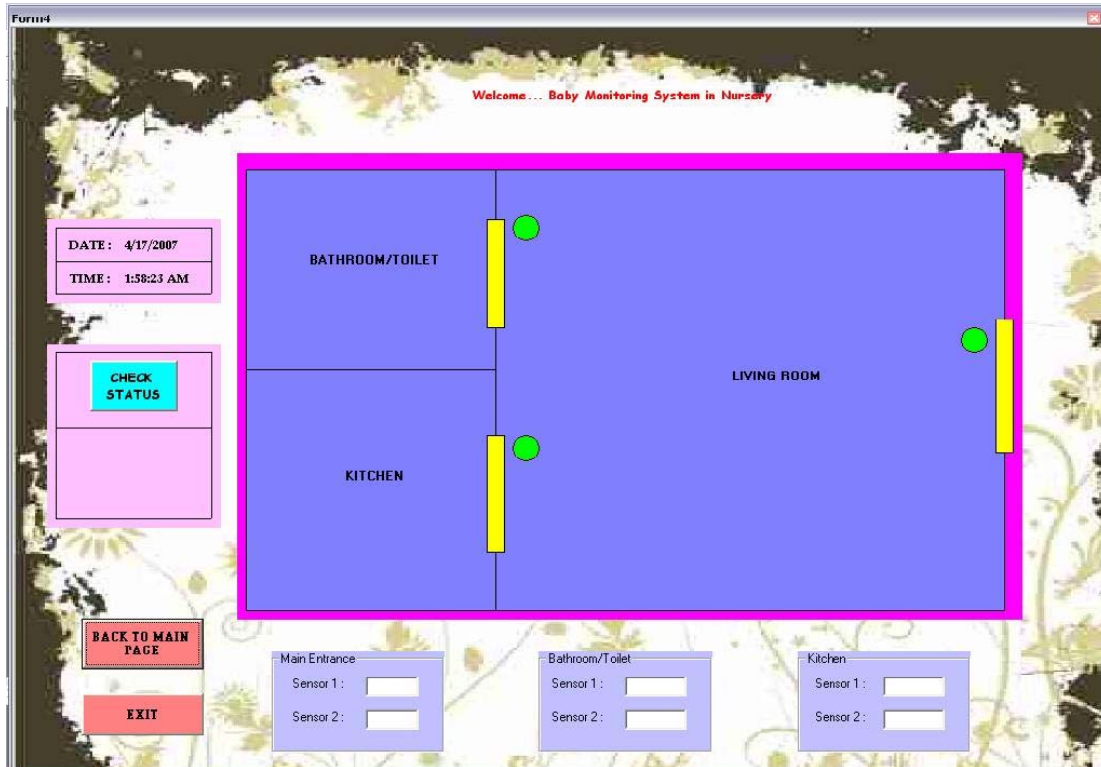 Form4
Welcome... Baby Monitoring System in Nursery
DATE : 4/17/2007
TIME : 1:58:23 AM
CHECK
STATUS
BATHROOM/TOILET
LIVING ROOM
KITCHEN
BACK TO MAIN
PAGE
EXIT
Main Entrance
Sensor 1 :
Sensor 2 :
Bathroom/Toilet
Sensor 1 :
Sensor 2 :
Kitchen
Sensor 1 :
Sensor 2 :